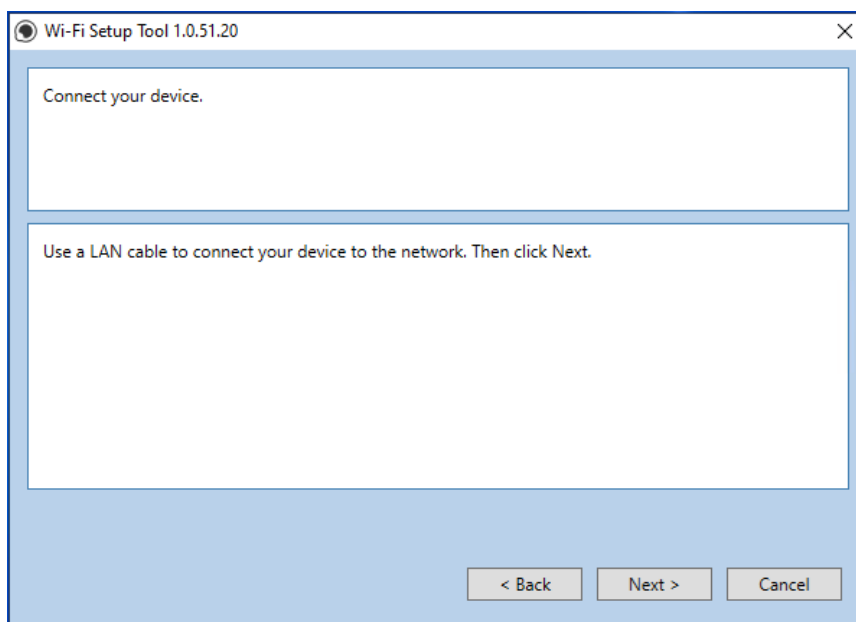 Wi-Fi Setup Tool 1.0.51.20
Connect your device.
Use a LAN cable to connect your device to the network. Then click Next.
< Back Next > Cancel